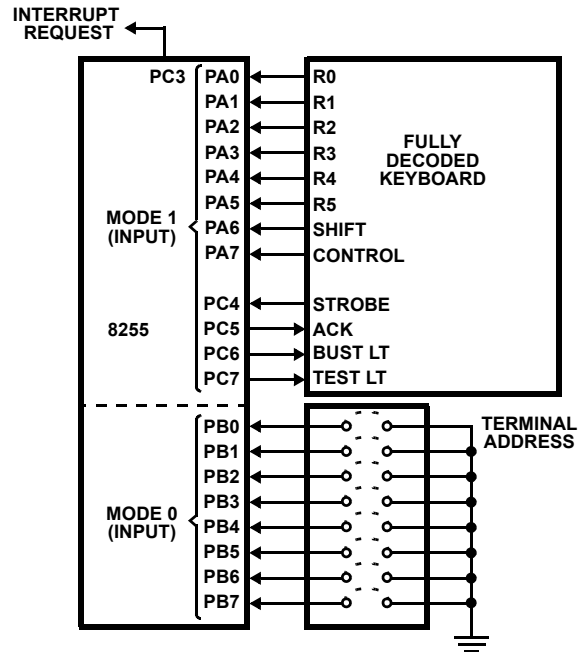 INTERRUPT
REQUEST
PC3 PA0 R0
PA1 R1
PA2 R2
PA3 R3
PA4 R4
PA5 R5
PA6 SHIFT
PA7 CONTROL
FULLY
DECODED
KEYBOARD
MODE 1
(INPUT)
PC4 STROBE
8255 PC5 ACK
PC6 BUST LT
PC7 TEST LT
PB0
PB1
PB2
PB3
PB4
PB5
PB6
PB7
MODE 0
(INPUT)
TERMINAL
ADDRESS